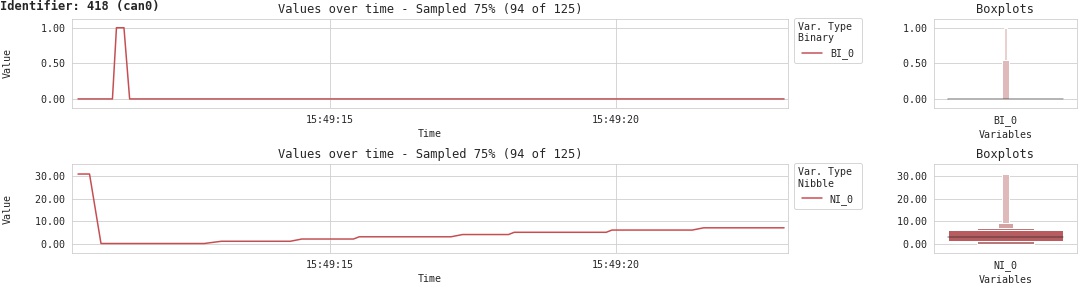 Identifier: 418 (can0)
Values over time - Sampled 75% (94 of 125)
Boxplots
Value
1.00
0.50
0.00
15:49:15
15:49:20
Time
Var. Type
Binary
BI_0
1.00
0.50
0.00
BI_0
Variables
Values over time - Sampled 75% (94 of 125)
Boxplots
Value
30.00
20.00
10.00
0.00
15:49:15
15:49:20
Time
Var. Type
Nibble
NI_0
30.00
20.00
10.00
0.00
NI_0
Variables